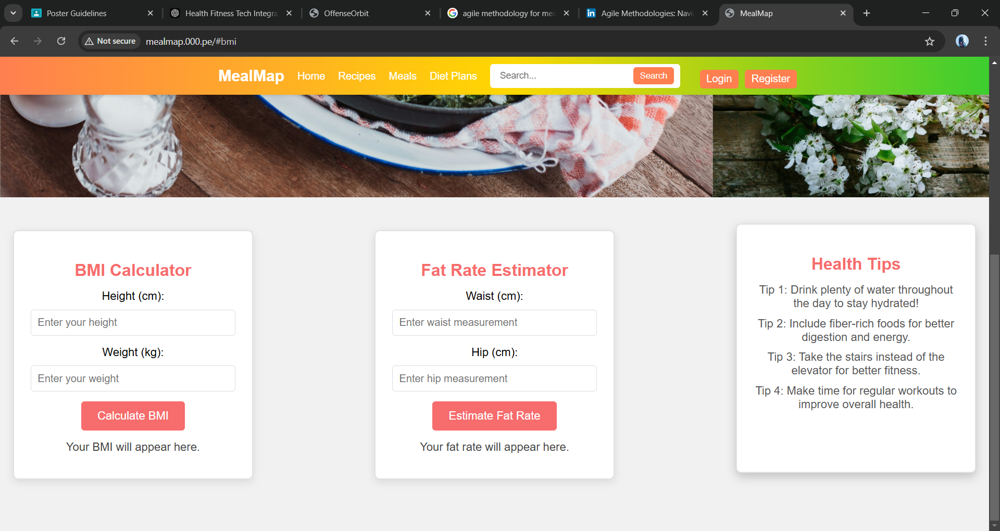 Poster Guidelines
Health Fitness Tech Integra
OffenseOrbit
agile methodology for me
Agile Methodologies: Navi
MealMap
Not secure
mealmap.000.pe/#bmi
MealMap
Home
Recipes
Meals
Diet Plans
Search...
Search
Login
Register
BMI Calculator
Height (cm):
Enter your height
Weight (kg):
Enter your weight
Calculate BMI
Your BMI will appear here.
Fat Rate Estimator
Waist (cm):
Enter waist measurement
Hip (cm):
Enter hip measurement
Estimate Fat Rate
Your fat rate will appear here.
Health Tips
Tip 1: Drink plenty of water throughout
the day to stay hydrated!
Tip 2: Include fiber-rich foods for better
digestion and energy.
Tip 3: Take the stairs instead of the
elevator for better fitness.
Tip 4: Make time for regular workouts to
improve overall health.